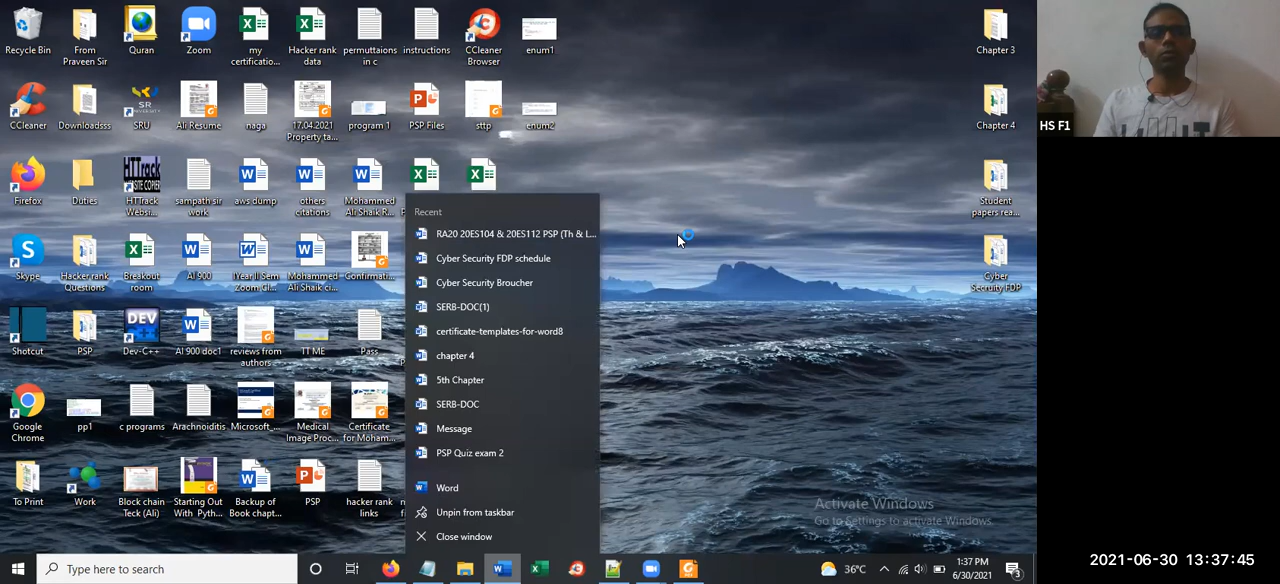 Recycle Bin
From Praveen Sir
Quran
Zoom
my certificatio...
Hacker rank data
permuttaions in c
instructions
CCleaner Browser
enum1
Chapter 3
CCleaner
Downloadsss
SRU
Ali Resume
naga
17.04.2021 Property ta...
program 1
PSP Files
sttp
enum2
Chapter 4
HS F1
Firefox
Duties
HTTrack Websi...
sampath sir work
aws dump
others citations
Mohammed Ali Shaik R...
Student papers rea...
Recent
RA20 20ES104 & 20ES112 PSP (Th & L...
Cyber Security FDP schedule
Cyber Security Broucher
SERB-DOC(1)
certificate-templates-for-word8
chapter 4
5th Chapter
SERB-DOC
Message
PSP Quiz exam 2
Word
Unpin from taskbar
Close window
Skype
Hacker rank Questions
Breakout room
AI 900
IYear II Sem Zoom Cl...
Mohammed Ali Shaik ci...
Confirmati...
Cyber Secruity FDP
Shotcut
PSP
Dev-C++
AI 900 doc1
reviews from authors
TT ME
Pass
Google Chrome
pp1
c programs
Arachnoiditis
Microsoft_...
Medical Image Proc...
Certificate for Moham...
To Print
Work
Block chain Teck (Ali)
Starting Out With Pyth...
Backup of Book chapt...
PSP
hacker rank links
Activate Windows
Go to Settings to activate Windows.
Type here to search
36°C
1:37 PM
6/30/2021
3
2021-06-30 13:37:45